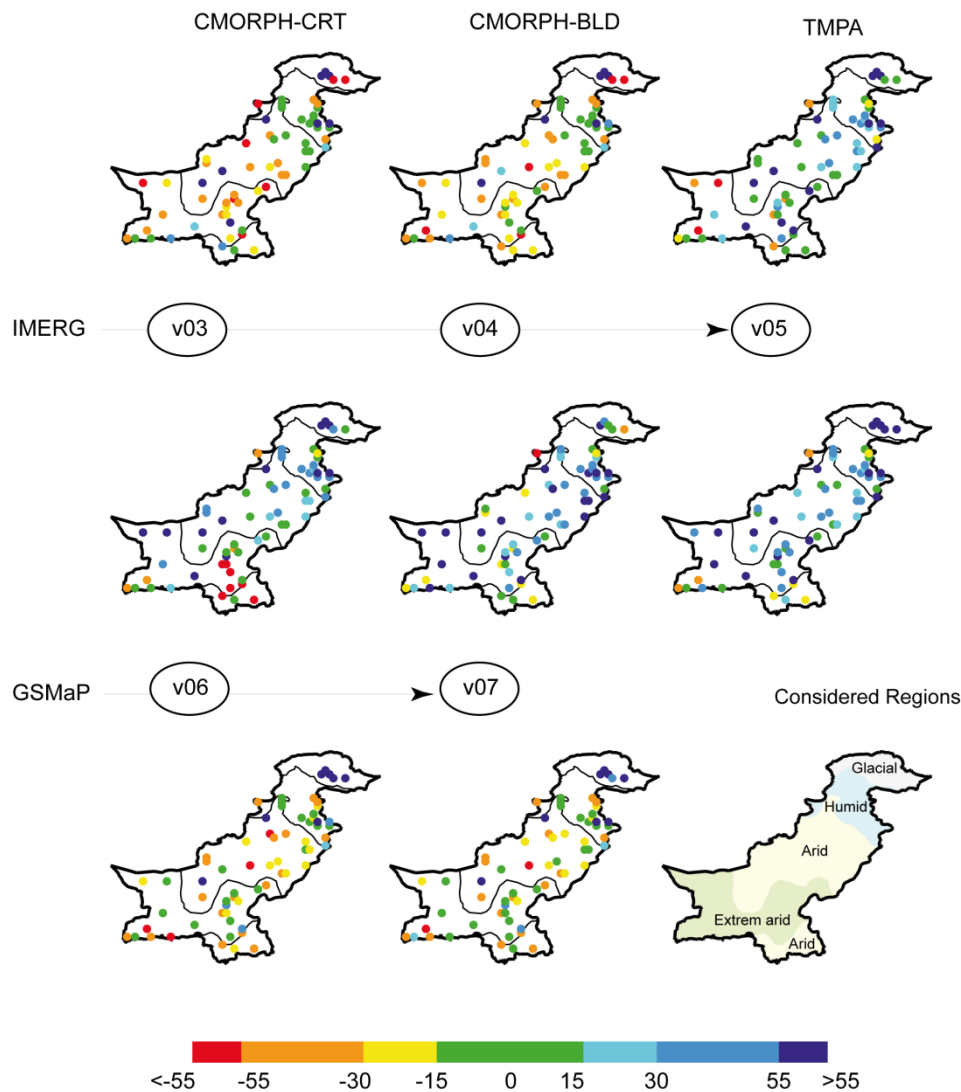 CMORPH-CRT CMORPH-BLD TMPA
IMERG v03 v04 v05
GSMaP v06 v07
Considered Regions
Glacial
Humid
Arid
Extrem arid
Arid
<-55 -55 -30 -15 0 15 30 55 >55